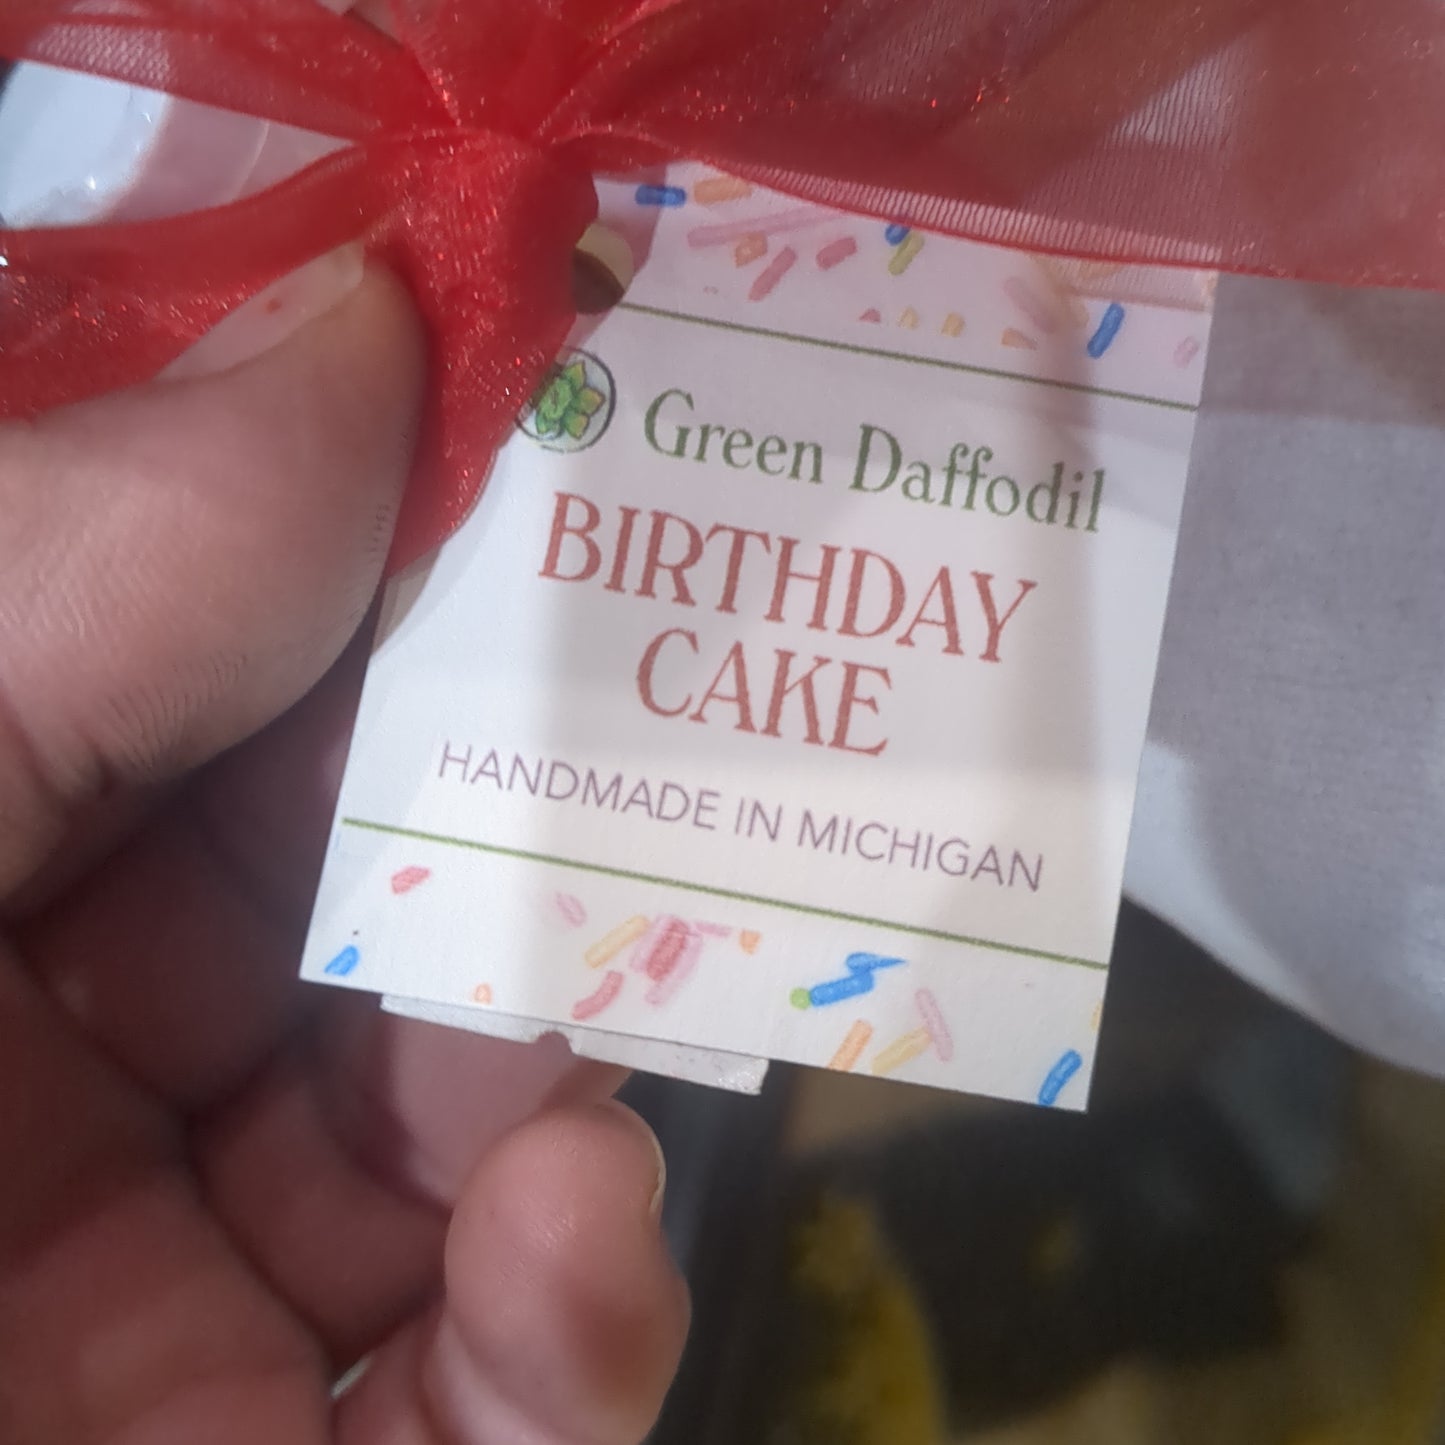 Green Daffodil
BIRTHDAY
CAKE
HANDMADE IN MICHIGAN